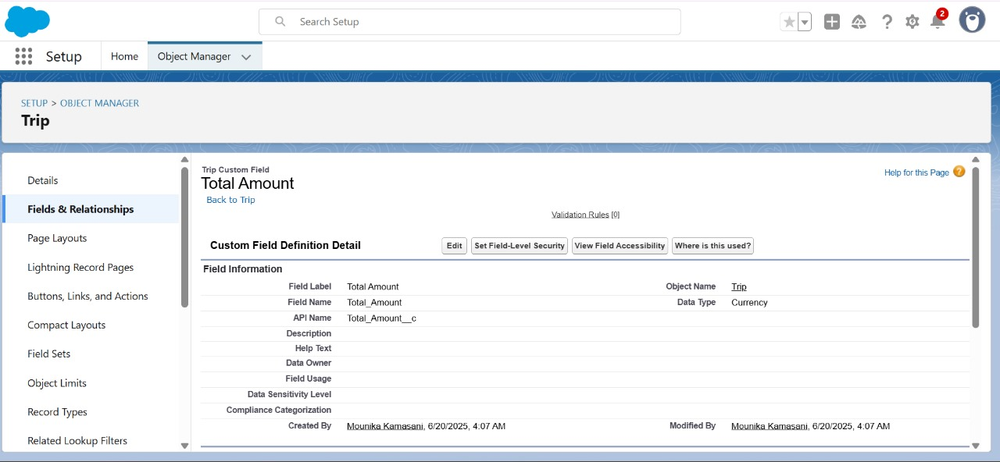 Search Setup
2
Setup
Home
Object Manager
SETUP > OBJECT MANAGER
Trip
Details
Fields & Relationships
Page Layouts
Lightning Record Pages
Buttons, Links, and Actions
Compact Layouts
Field Sets
Object Limits
Record Types
Related Lookup Filters
Trip Custom Field
Total Amount
Back to Trip
Help for this Page ?
Validation Rules [0]
Custom Field Definition Detail
Edit
Set Field-Level Security
View Field Accessibility
Where is this used?
Field Information
Field Label Total Amount Object Name Trip
Field Name Total_Amount Data Type Currency
API Name Total_Amount__c
Description
Help Text
Data Owner
Field Usage
Data Sensitivity Level
Compliance Categorization
Created By Mounika Kamasani, 6/20/2025, 4:07 AM Modified By Mounika Kamasani, 6/20/2025, 4:07 AM